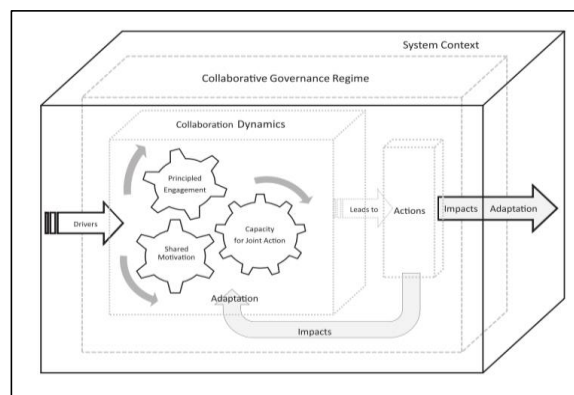 System Context
Collaborative Governance Regime
Collaboration Dynamics
Principled
Engagement
Drivers
Shared
Motivation
Capacity
for Joint Action
Leads to
Actions
Impacts
Adaptation
Adaptation
Impacts